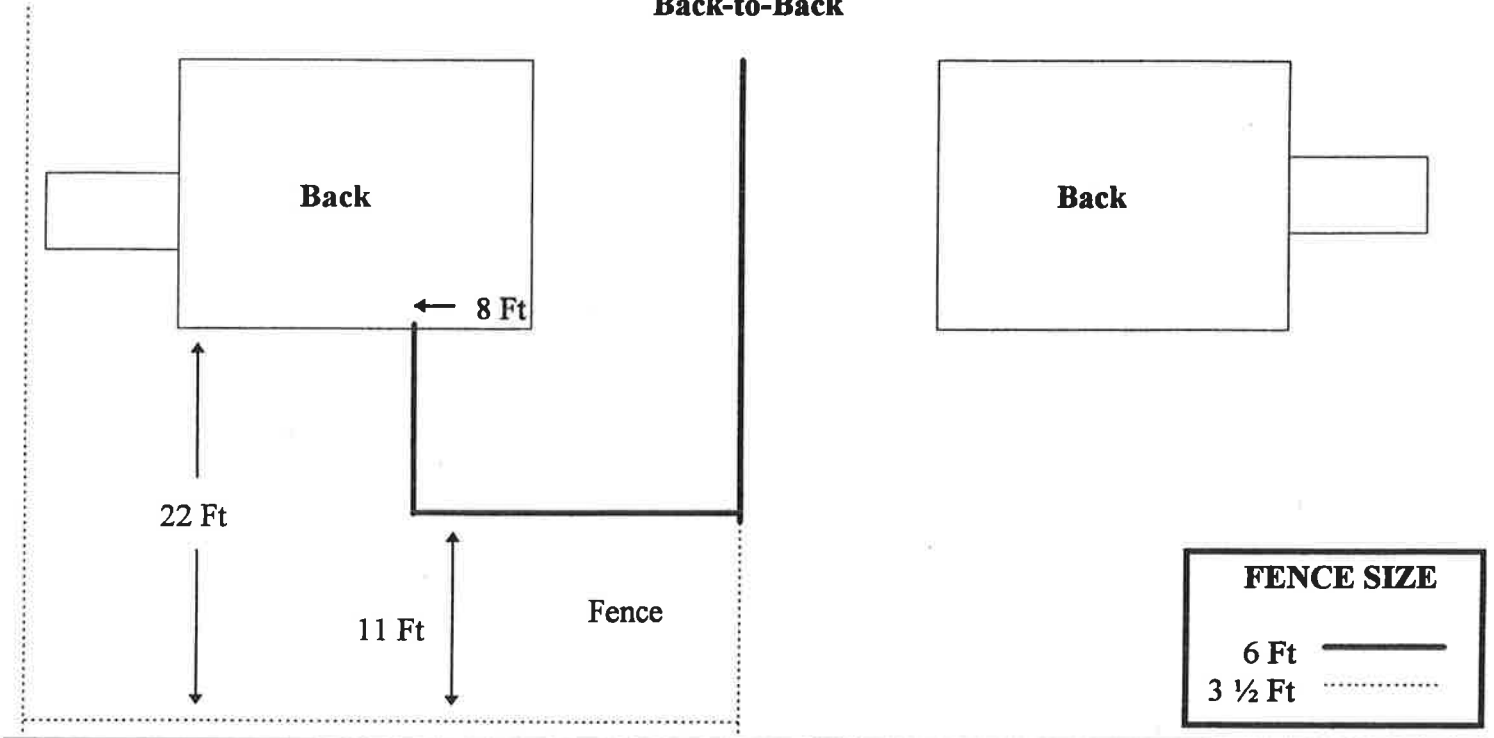 Back-to-Back
Back
Back
8 Ft
22 Ft
11 Ft
Fence
FENCE SIZE
6 Ft
3 ½ Ft